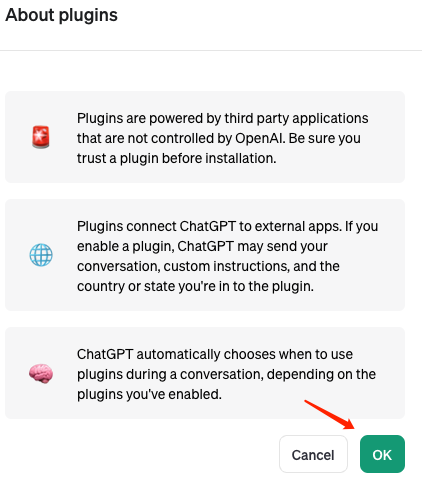 About plugins
Plugins are powered by third party applications
that are not controlled by OpenAI. Be sure you
trust a plugin before installation.
Plugins connect ChatGPT to external apps. If you
enable a plugin, ChatGPT may send your
conversation, custom instructions, and the
country or state you're in to the plugin.
ChatGPT automatically chooses when to use
plugins during a conversation, depending on the
plugins you've enabled.
Cancel
OK